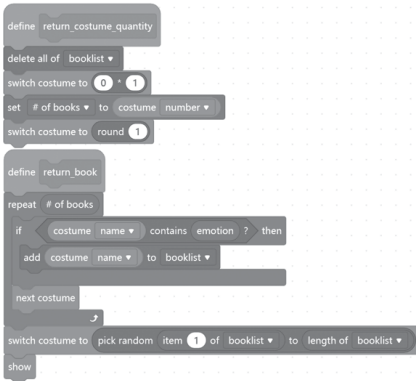 define return_costume_quantity
delete all of booklist ▾
switch costume to 0 * 1
set # of books ▾ to costume number ▾
switch costume to round 1
define return_book
repeat # of books
if costume name ▾ contains emotion ? then
add costume name ▾ to booklist ▾
next costume
switch costume to pick random item 1 of booklist ▾ to length of booklist ▾
show